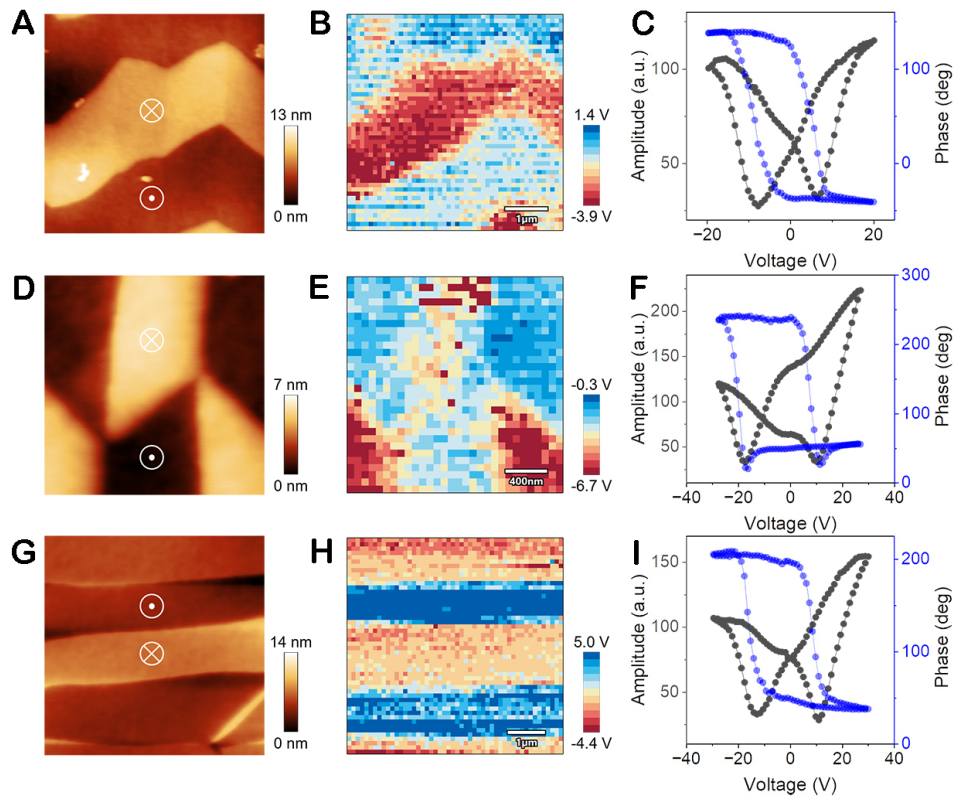 A
13 nm
0 nm
B
1.4 V
-3.9 V
1μm
C
Amplitude (a.u.)
100
50
Phase (deg)
100
0
−20
0
20
Voltage (V)
D
7 nm
0 nm
E
-0.3 V
-6.7 V
400nm
F
Amplitude (a.u.)
200
150
100
50
Phase (deg)
300
200
100
0
−40
−20
0
20
40
Voltage (V)
G
14 nm
0 nm
H
5.0 V
-4.4 V
1μm
I
Amplitude (a.u.)
150
100
50
Phase (deg)
200
100
0
−40
−20
0
20
40
Voltage (V)